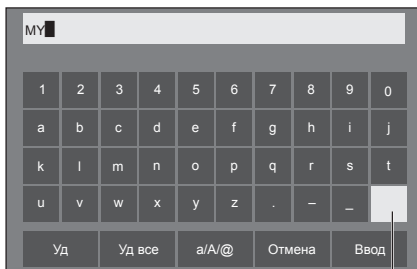 MY
1 2 3 4 5 6 7 8 9 0
a b c d e f g h i j
k l m n o p q r s t
u v w x y z . – _
Уд Уд все a/A/@ Отмена Ввод